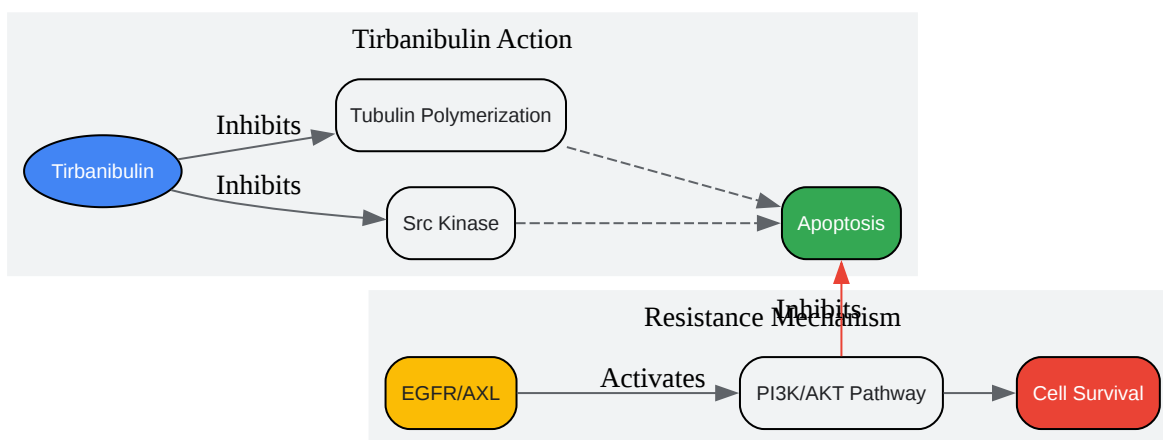 Tirbanibulin Action
Inhibits
Tubulin Polymerization
Tirbanibulin
Inhibits
Src Kinase
Apoptosis
Inhibits
Resistance Mechanism
EGFR/AXL
Activates
PI3K/AKT Pathway
Cell Survival